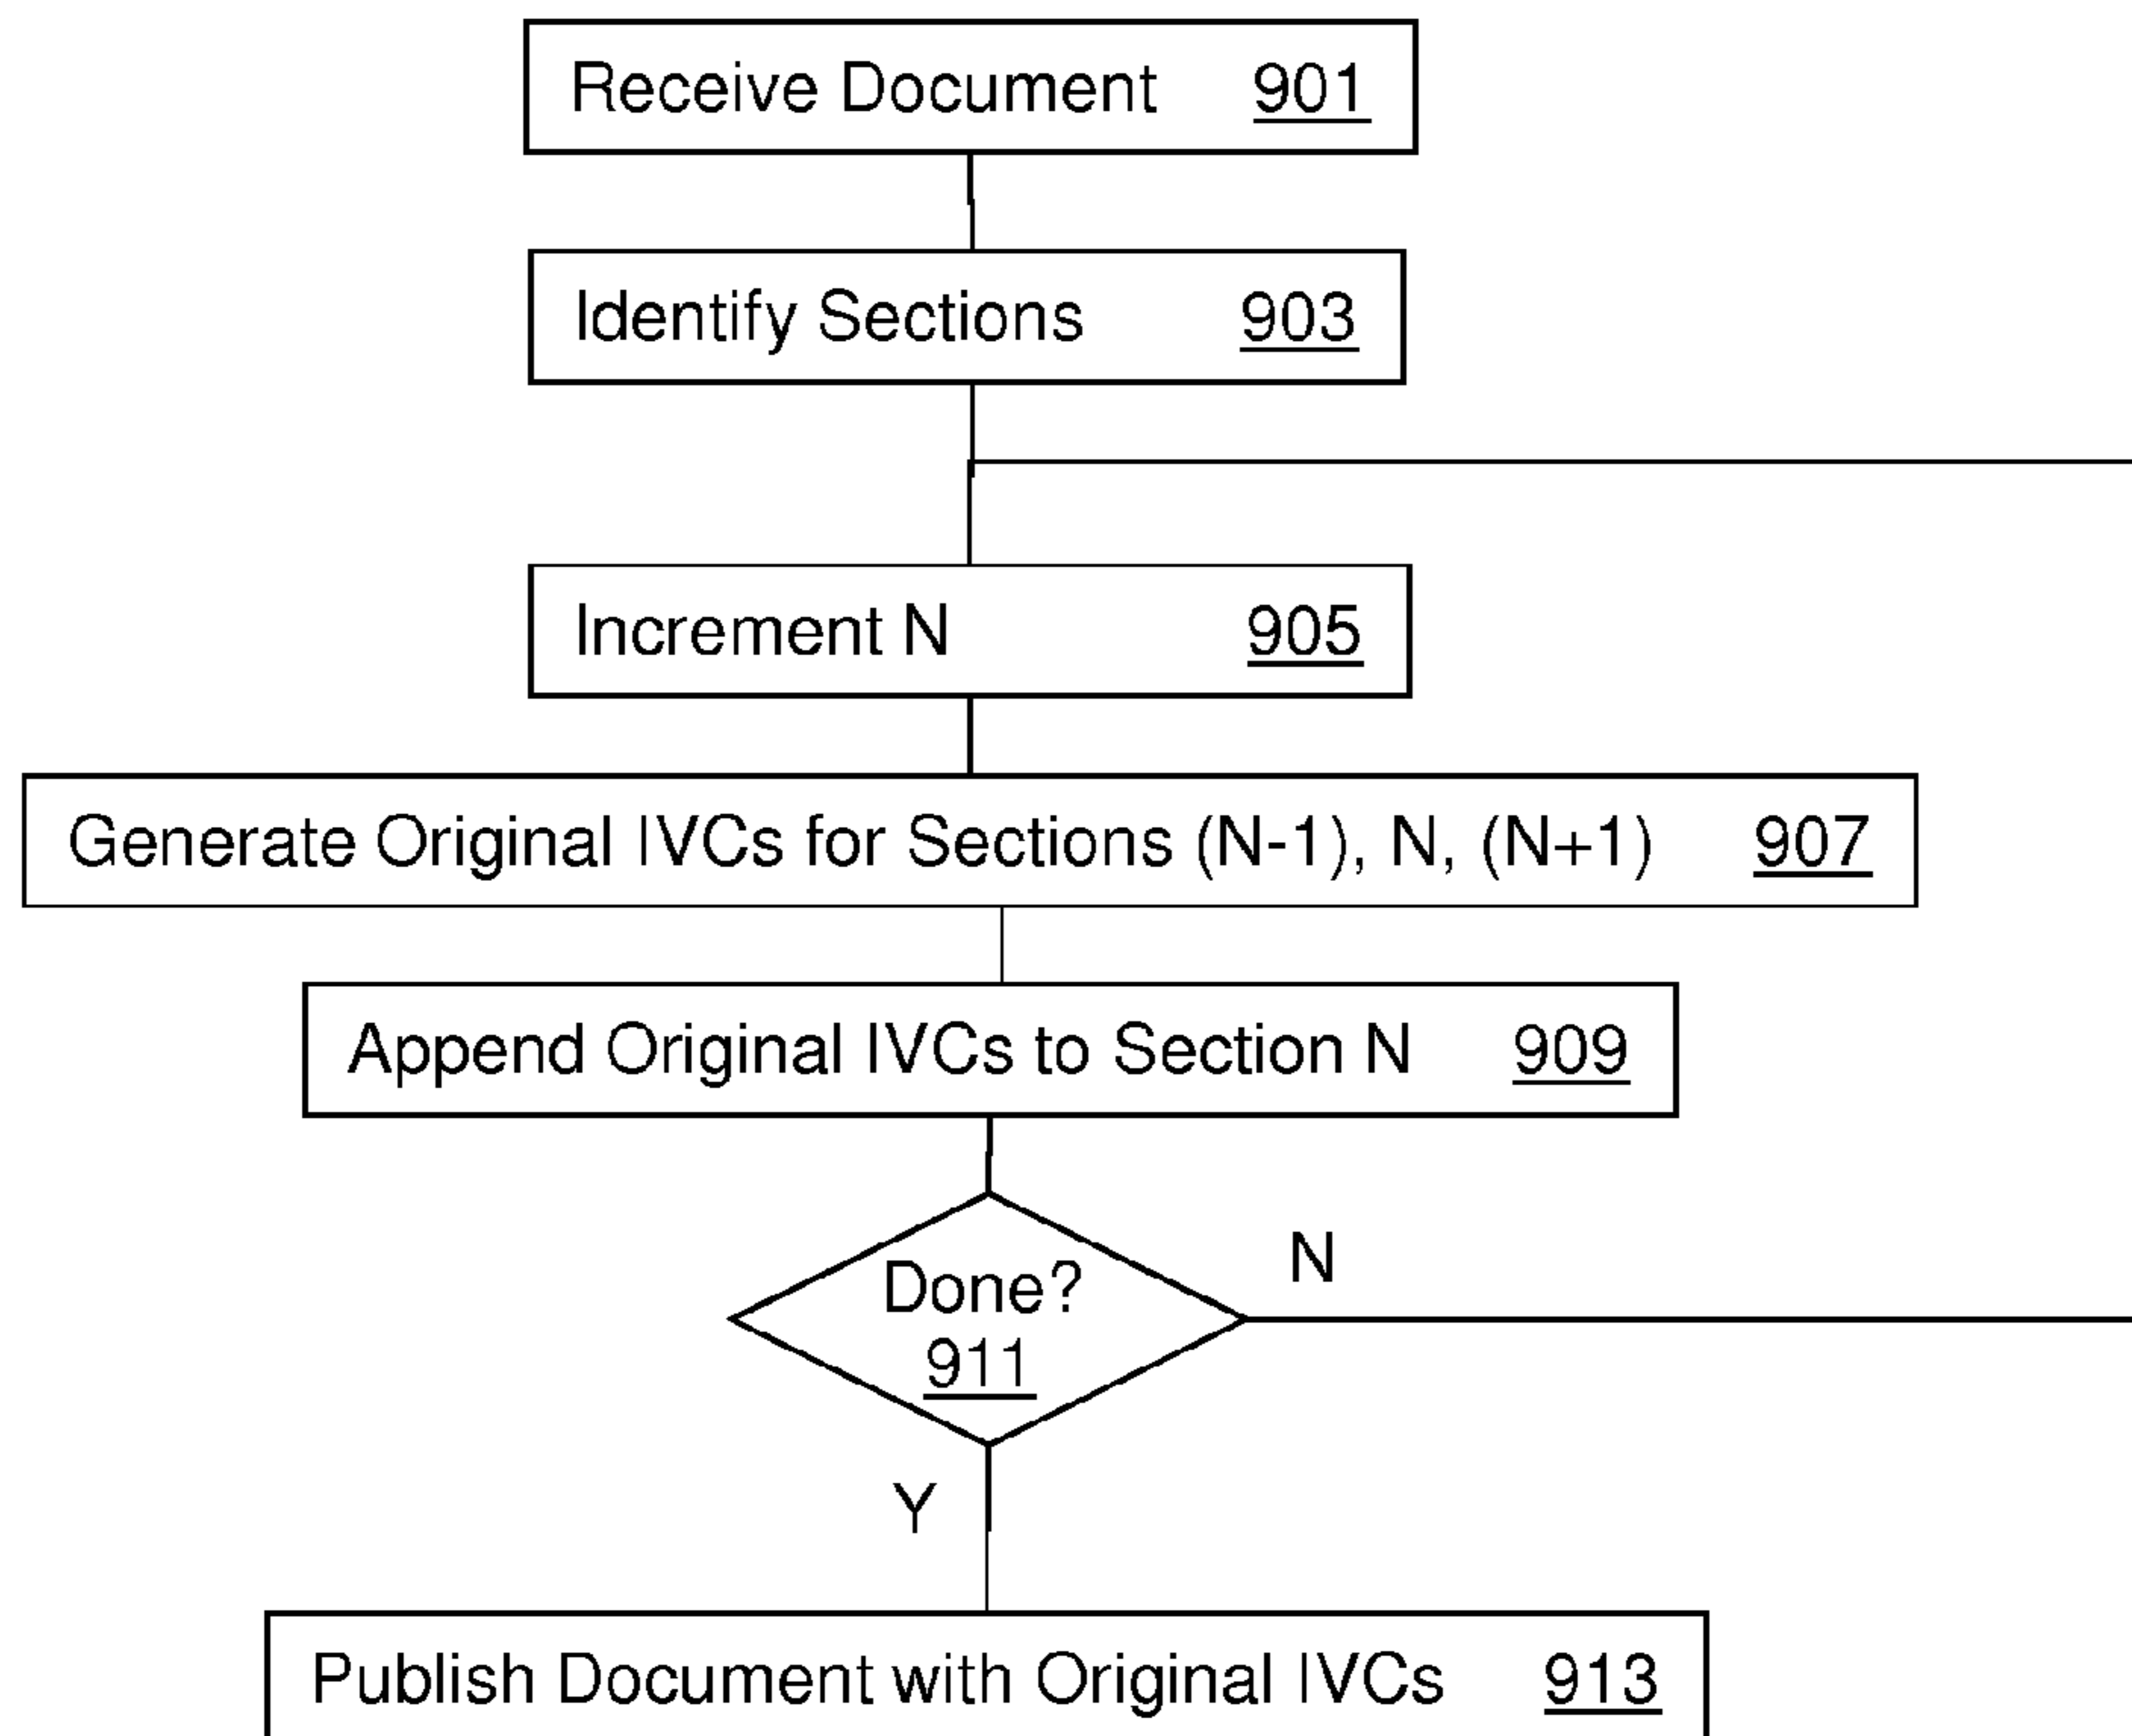 Receive Document 901
Identify Sections 903
Increment N 905
Generate Original IVCs for Sections (N-1), N, (N+1) 907
Append Original IVCs to Section N 909
N
Done?
911
Y
Publish Document with Original IVCs 913